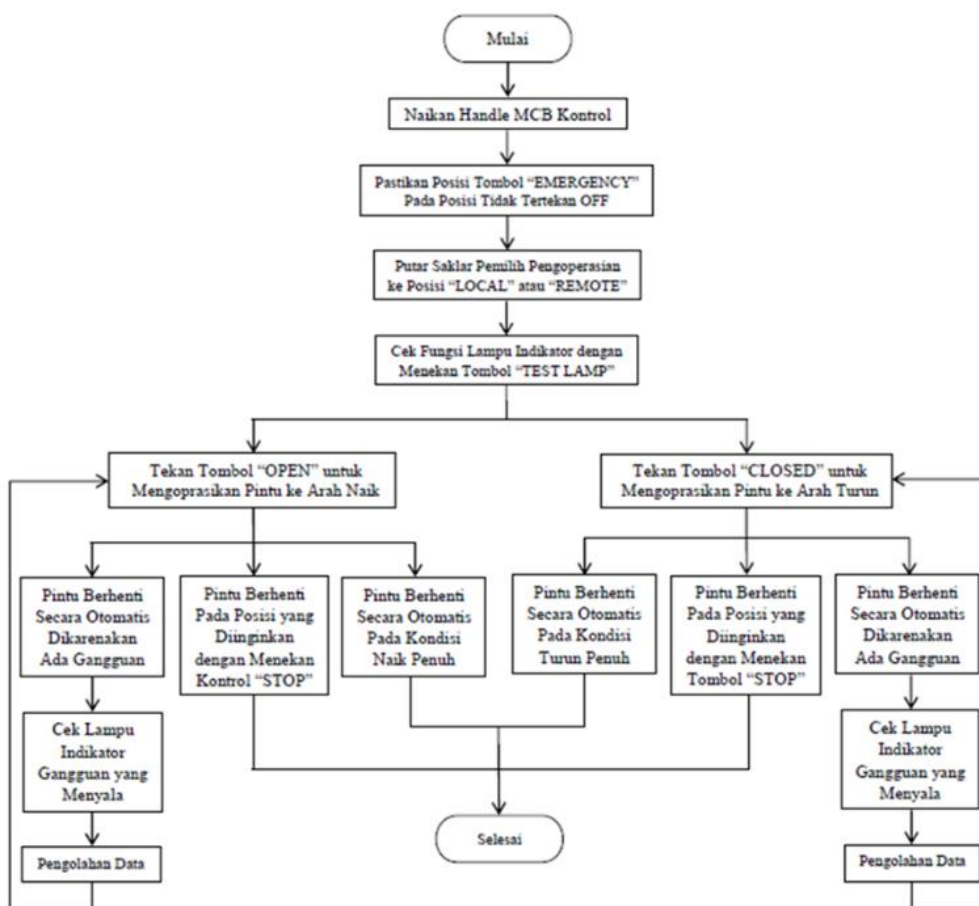 Mulai
Naikan Handle MCB Kontrol
Pastikan Posisi Tombol “EMERGENCY”
Pada Posisi Tidak Tertekan OFF
Putar Saklar Pemilih Pengoperasian
ke Posisi “LOCAL” atau “REMOTE”
Cek Fungsi Lampu Indikator dengan
Menekan Tombol “TEST LAMP”
Tekan Tombol “OPEN” untuk
Mengoprasikan Pintu ke Arah Naik
Tekan Tombol “CLOSED” untuk
Mengoprasikan Pintu ke Arah Turun
Pintu Berhenti
Secara Otomatis
Dikarenakan
Ada Gangguan
Pintu Berhenti
Pada Posisi yang
Diinginkan
dengan Menekan
Kontrol “STOP”
Pintu Berhenti
Secara Otomatis
Pada Kondisi
Naik Penuh
Pintu Berhenti
Secara Otomatis
Pada Kondisi
Turun Penuh
Pintu Berhenti
Pada Posisi yang
Diinginkan
dengan Menekan
Tombol “STOP”
Pintu Berhenti
Secara Otomatis
Dikarenakan
Ada Gangguan
Cek Lampu
Indikator
Gangguan yang
Menyala
Cek Lampu
Indikator
Gangguan yang
Menyala
Selesai
Pengolahan Data
Pengolahan Data